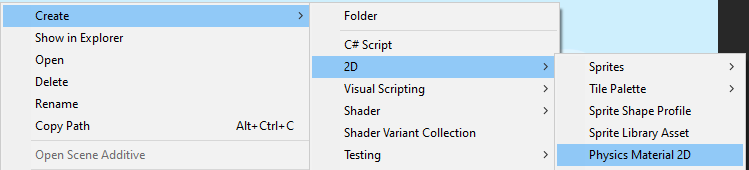 Create
Show in Explorer
Open
Delete
Rename
Copy Path Alt+Ctrl+C
Open Scene Additive
Folder
C# Script
2D
Visual Scripting
Shader
Shader Variant Collection
Testing
Sprites
Tile Palette
Sprite Shape Profile
Sprite Library Asset
Physics Material 2D